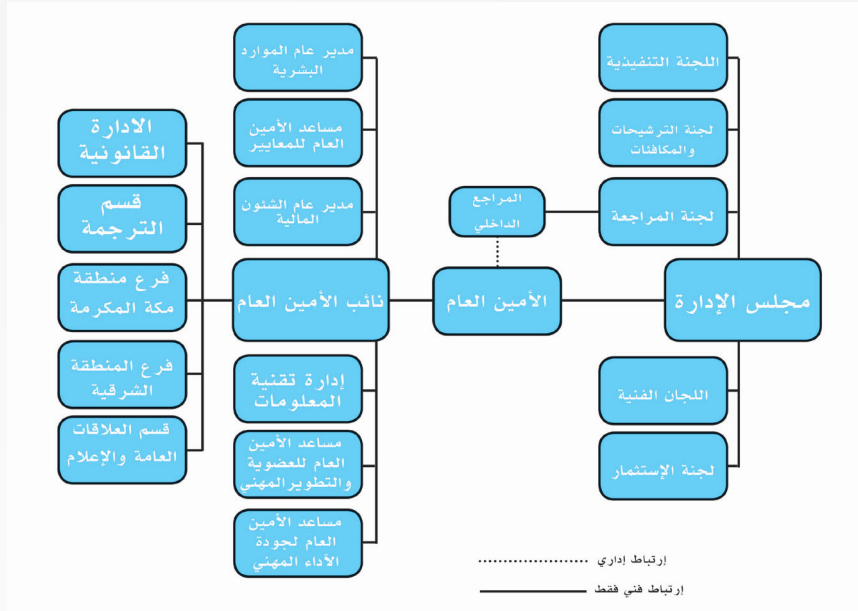 اللجنة التنفيذية
لجنة الترشيحات
والمكافئات
لجنة المراجعة
مجلس الإدارة
اللجان الفنية
لجنة الإستثمار
المراجع
الداخلي
الأمين العام
مدير عام الموارد
البشرية
مساعد الأمين
العام للمعايير
مدير عام الشئون
المالية
نائب الأمين العام
إدارة تقنية
المعلومات
مساعد الأمين
العام للعضوية
والتطوير المهني
مساعد الأمين
العام لجودة
الآداء المهني
الادارة
القانونية
قسم
الترجمة
فرع منطقة
مكة المكرمة
فرع المنطقة
الشرقية
قسم العلاقات
العامة والإعلام
إرتباط إداري
إرتباط فني فقط